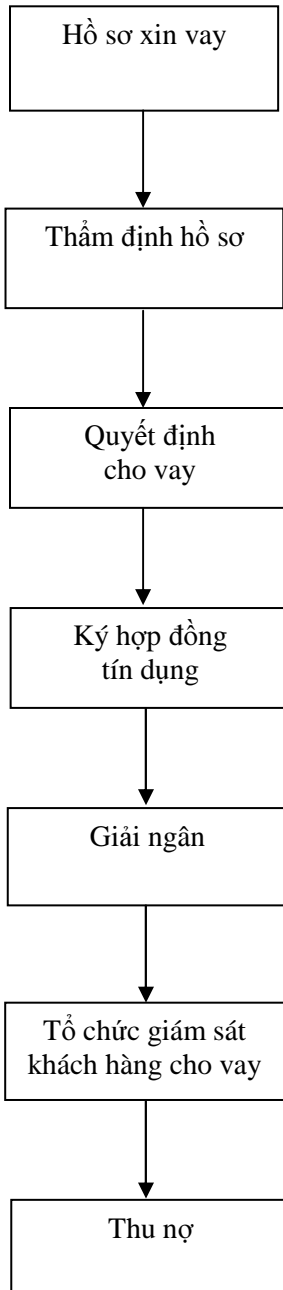 Hồ sơ xin vay
Thẩm định hồ sơ
Quyết định
cho vay
Ký hợp đồng
tín dụng
Giải ngân
Tổ chức giám sát
khách hàng cho vay
Thu nợ